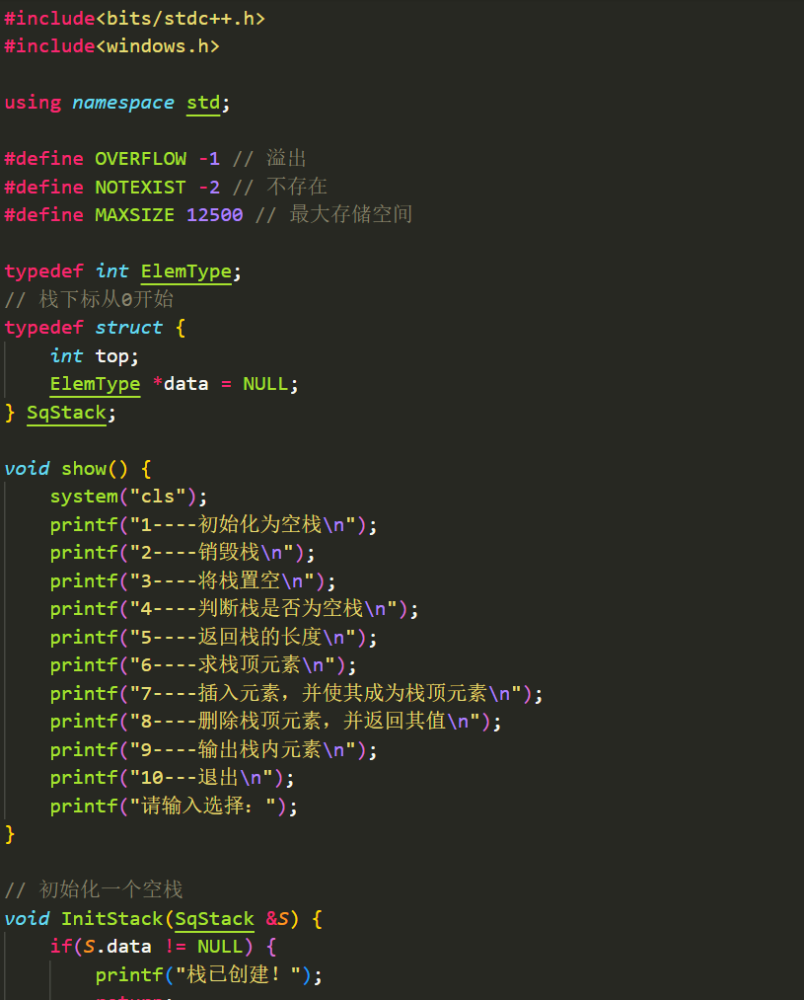 #include<bits/stdc++.h>
#include<windows.h>
using namespace std;
#define OVERFLOW -1 // 溢出
#define NOTEXIST -2 // 不存在
#define MAXSIZE 12500 // 最大存储空间
typedef int ElemType;
// 栈下标从0开始
typedef struct {
    int top;
    ElemType *data = NULL;
} SqStack;
void show() {
    system("cls");
    printf("1----初始化为空栈\n");
    printf("2----销毁栈\n");
    printf("3----将栈置空\n");
    printf("4----判断栈是否为空栈\n");
    printf("5----返回栈的长度\n");
    printf("6----求栈顶元素\n");
    printf("7----插入元素，并使其成为栈顶元素\n");
    printf("8----删除栈顶元素，并返回其值\n");
    printf("9----输出栈内元素\n");
    printf("10---退出\n");
    printf("请输入选择：");
}
// 初始化一个空栈
void InitStack(SqStack &S) {
    if(S.data != NULL) {
        printf("栈已创建！");